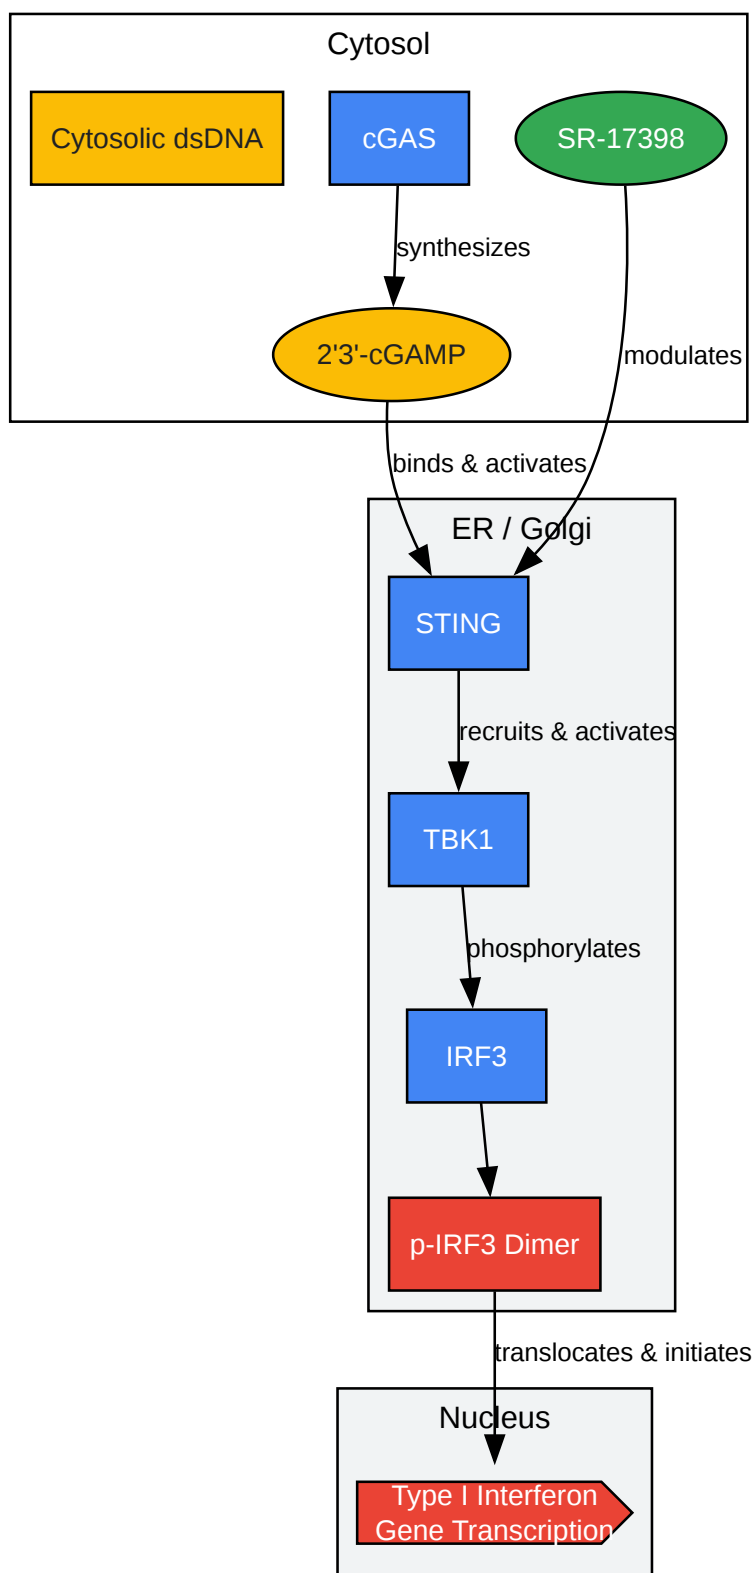 Cytosol
Cytosolic dsDNA
cGAS
SR-17398
synthesizes
2'3'-cGAMP
modulates
binds & activates
ER / Golgi
STING
recruits & activates
TBK1
phosphorylates
IRF3
p-IRF3 Dimer
translocates & initiates
Nucleus
Type I Interferon
Gene Transcription